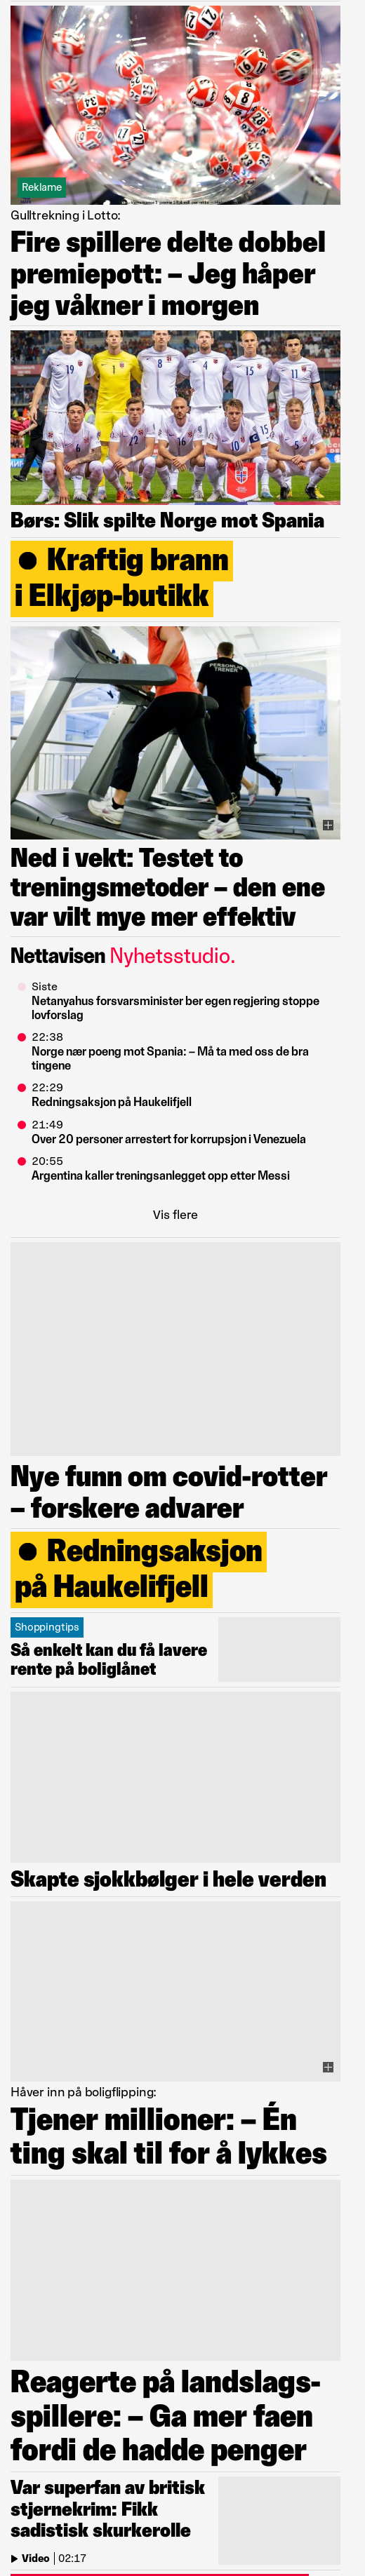 Reklame
Gulltrekning i Lotto:
Fire spillere delte dobbel
premiepott: – Jeg håper
jeg våkner i morgen
Børs: Slik spilte Norge mot Spania
Kraftig brann
i Elkjøp-butikk
PERSONLIG
TRENER
Ned i vekt: Testet to
treningsmetoder – den ene
var vilt mye mer effektiv
Nettavisen Nyhetsstudio.
Siste
Netanyahus forsvarsminister ber egen regjering stoppe
lovforslag
22:38
Norge nær poeng mot Spania: – Må ta med oss de bra
tingene
22:29
Redningsaksjon på Haukelifjell
21:49
Over 20 personer arrestert for korrupsjon i Venezuela
20:55
Argentina kaller treningsanlegget opp etter Messi
Vis flere
Nye funn om covid-rotter
– forskere advarer
Redningsaksjon
på Haukelifjell
Shoppingtips
Så enkelt kan du få lavere
rente på boliglånet
Skapte sjokkbølger i hele verden
Håver inn på boligflipping:
Tjener millioner: – Én
ting skal til for å lykkes
Reagerte på landslags-
spillere: – Ga mer faen
fordi de hadde penger
Var superfan av britisk
stjernekrim: Fikk
sadistisk skurkerolle
Video 02:17